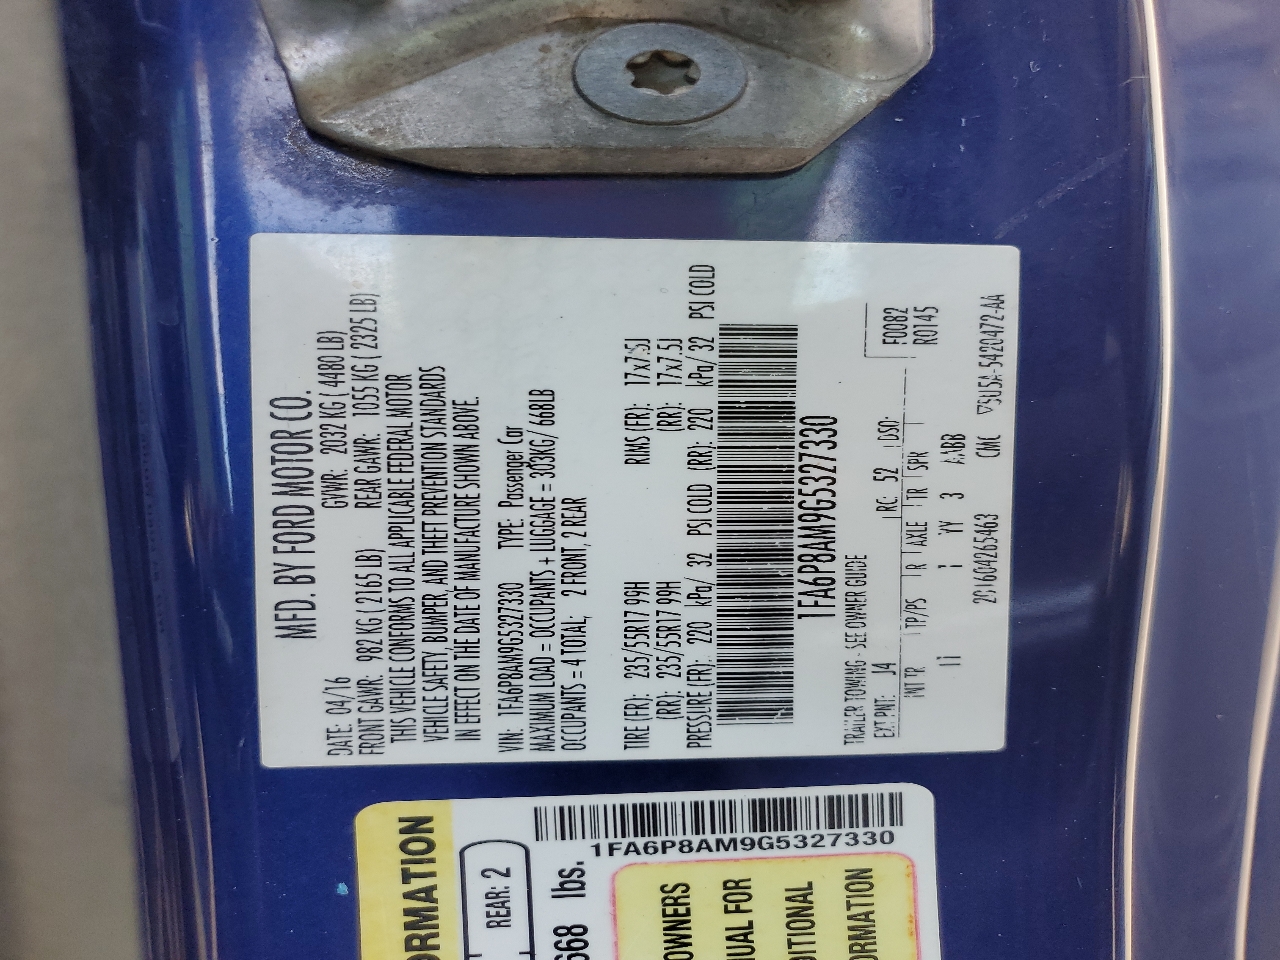 MFD. BY FORD MOTOR CO.
DATE: 04/16 GVWR: 2032 KG ( 4480 LB)
FRONT GAWR: 982 KG ( 2165 LB) REAR GAWR: 1055 KG ( 2325 LB)
THIS VEHICLE CONFORMS TO ALL APPLICABLE FEDERAL MOTOR
VEHICLE SAFETY, BUMPER, AND THEFT PREVENTION STANDARDS
IN EFFECT ON THE DATE OF MANUFACTURE SHOWN ABOVE.
VIN: 1FA6P8AM9G5327330 TYPE: Passenger Car
MAXIMUM LOAD = OCCUPANTS + LUGGAGE = 303KG/ 668LB
OCCUPANTS = 4 TOTAL; 2 FRONT, 2 REAR
TIRE (FR): 235/55R17 99H RIMS (FR): 17x7.5J
(RR): 235/55R17 99H (RR): 17x7.5J
PRESSURE (FR): 220 kPa/ 32 PSI COLD (RR): 220 kPa/ 32 PSI COLD
1FA6P8AM9G5327330
TRAILER TOWING - SEE OWNER GUIDE
F0082
EXT PNT: J4 RC: 52 DSO:
R0145
INT TR TP/PS R AXLE TR SPR
YY 3
201604265463 CMC ▽5U5A-5420472-AA
ORMATION
REAR: 2
1FA6P8AM9G5327330
668 lbs.
OWNERS
UAL FOR
DITIONAL
ORMATION